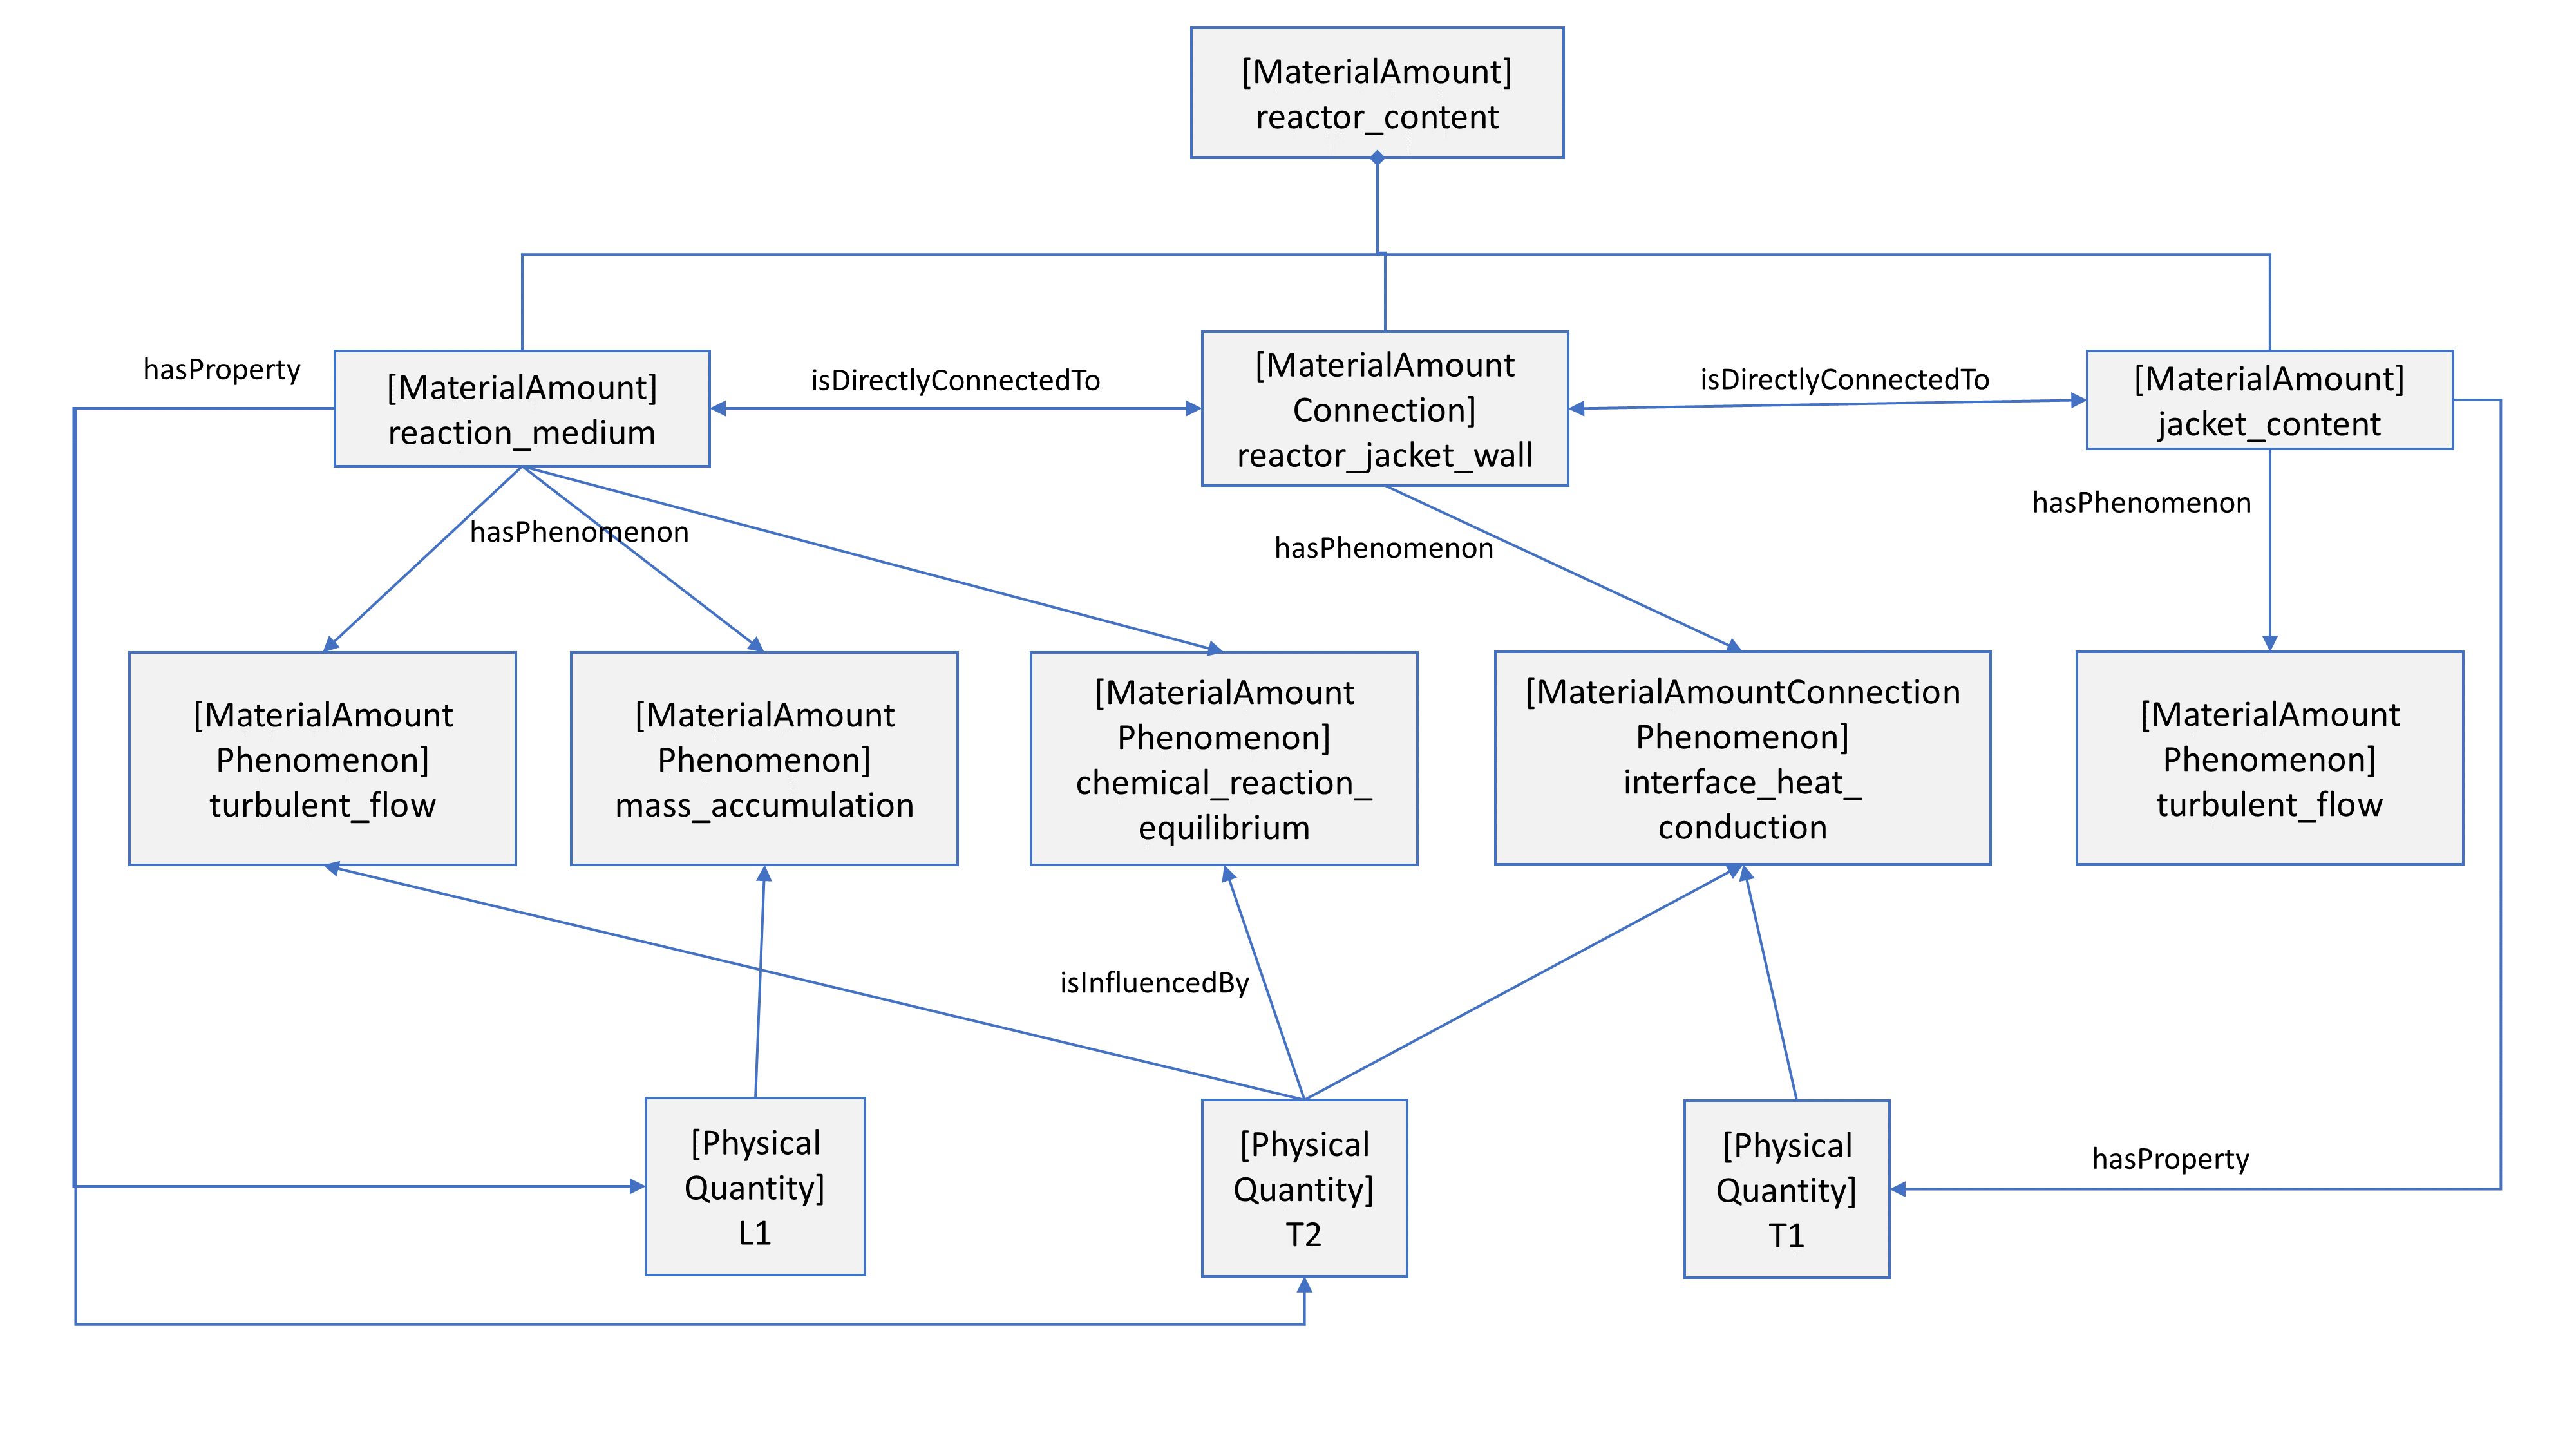 [MaterialAmount]
reactor_content
hasProperty
[MaterialAmount]
reaction_medium
isDirectlyConnectedTo
[MaterialAmount
Connection]
reactor_jacket_wall
isDirectlyConnectedTo
[MaterialAmount]
jacket_content
hasPhenomenon
hasPhenomenon
hasPhenomenon
[MaterialAmount
Phenomenon]
turbulent_flow
[MaterialAmount
Phenomenon]
mass_accumulation
[MaterialAmount
Phenomenon]
chemical_reaction_
equilibrium
[MaterialAmountConnection
Phenomenon]
interface_heat_
conduction
[MaterialAmount
Phenomenon]
turbulent_flow
isInfluencedBy
[Physical
Quantity]
L1
[Physical
Quantity]
T2
[Physical
Quantity]
T1
hasProperty